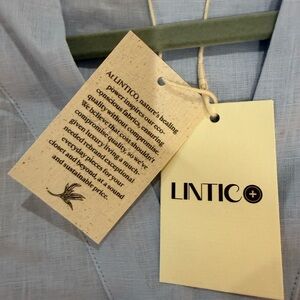 At LINTICO, nature's healing
power inspires our eco-
conscious fabrics, ensuring
quality without compromise.
We believe that cost shouldn't
compromise quality, so we've
given luxury living a much-
needed rebrand: exceptional
everyday pieces for your
closet and beyond, at a sound
and sustainable price.
LINTICO